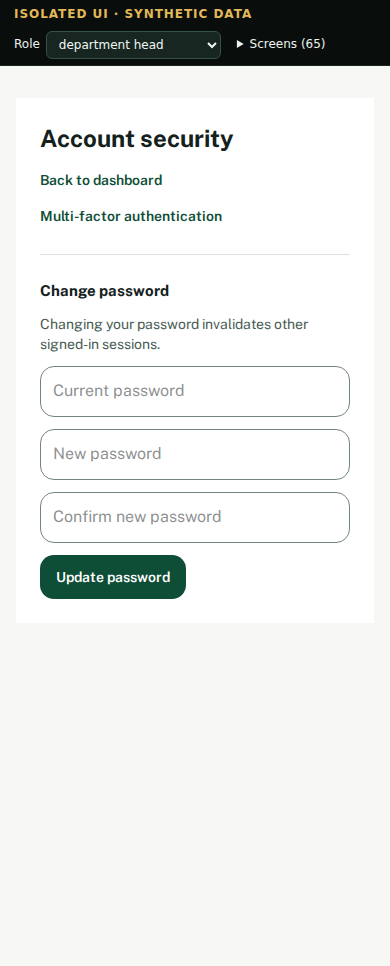 ISOLATED UI · SYNTHETIC DATA
Role department head ▶ Screens (65)
Account security
Back to dashboard
Multi-factor authentication
Change password
Changing your password invalidates other
signed-in sessions.
Current password
New password
Confirm new password
Update password